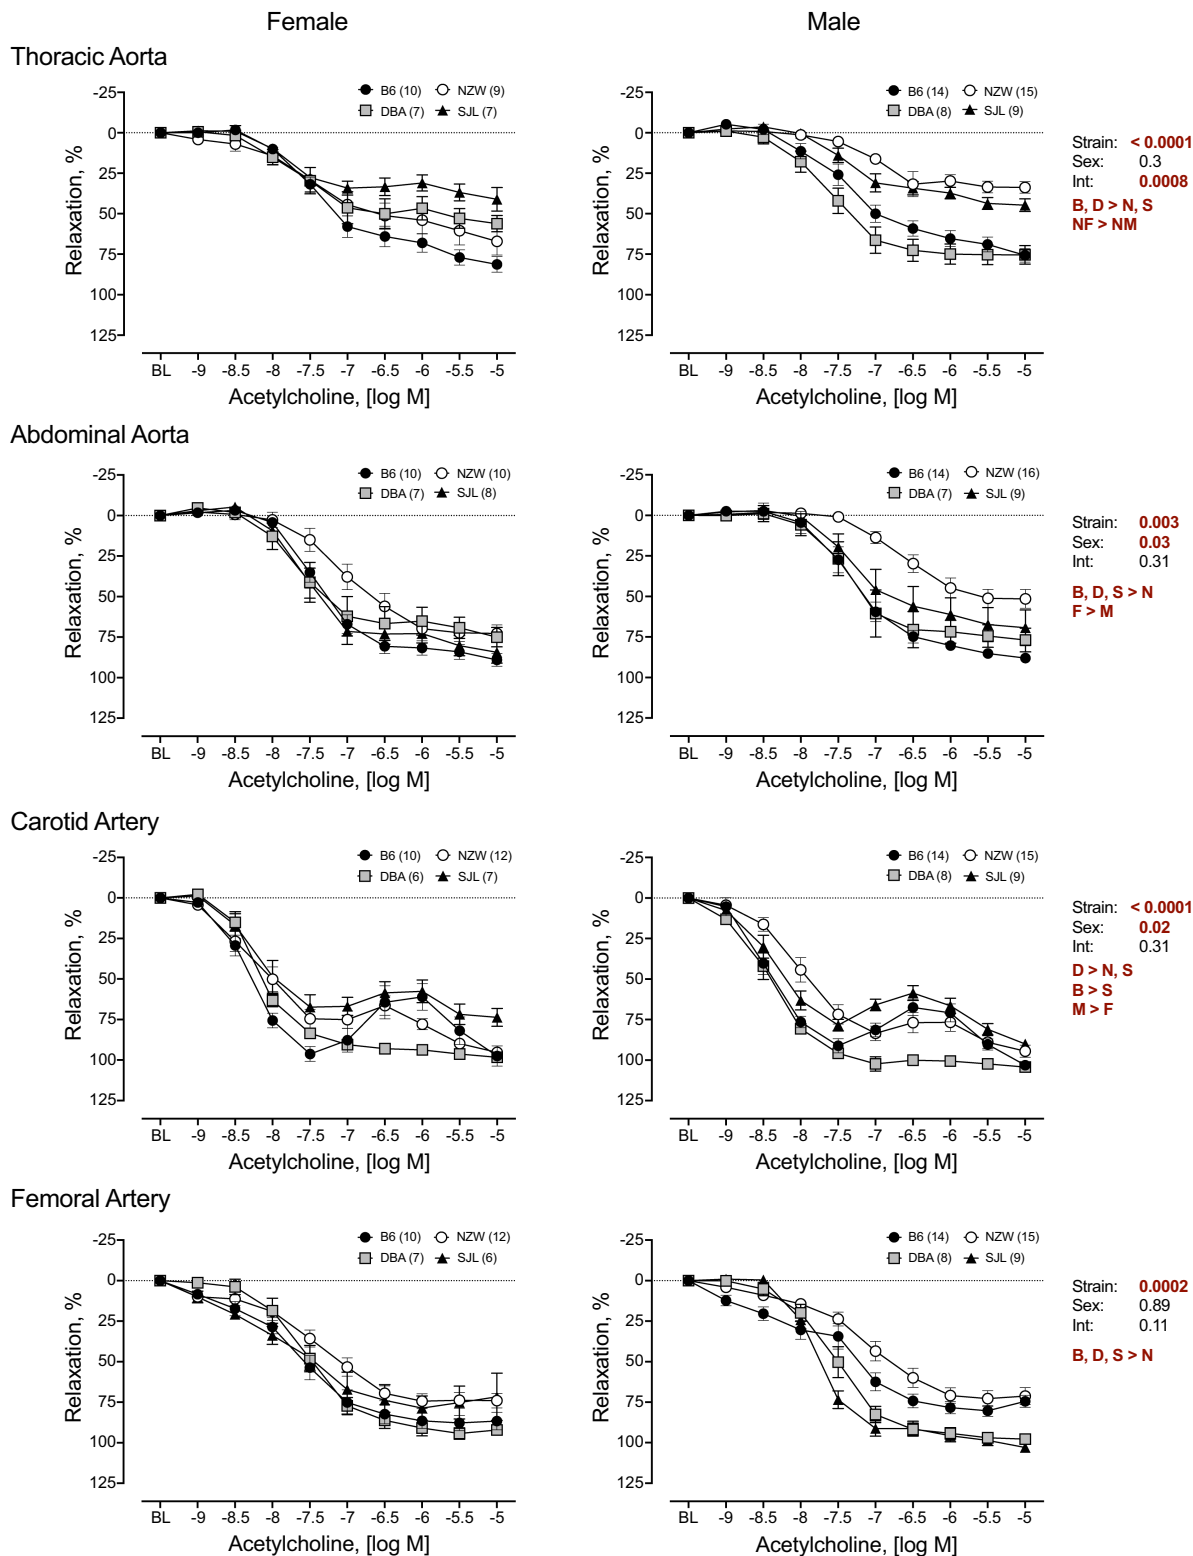 Female Male
Thoracic Aorta
B6 (10) NZW (9)
DBA (7) SJL (7)
-25
0
25
50
75
100
125
Relaxation, %
BL -9 -8.5 -8 -7.5 -7 -6.5 -6 -5.5 -5
Acetylcholine, [log M]
B6 (14) NZW (15)
DBA (8) SJL (9)
-25
0
25
50
75
100
125
Relaxation, %
BL -9 -8.5 -8 -7.5 -7 -6.5 -6 -5.5 -5
Acetylcholine, [log M]
Strain: < 0.0001
Sex: 0.3
Int: 0.0008
B, D > N, S
NF > NM
Abdominal Aorta
B6 (10) NZW (10)
DBA (7) SJL (8)
-25
0
25
50
75
100
125
Relaxation, %
BL -9 -8.5 -8 -7.5 -7 -6.5 -6 -5.5 -5
Acetylcholine, [log M]
B6 (14) NZW (16)
DBA (7) SJL (9)
-25
0
25
50
75
100
125
Relaxation, %
BL -9 -8.5 -8 -7.5 -7 -6.5 -6 -5.5 -5
Acetylcholine, [log M]
Strain: 0.003
Sex: 0.03
Int: 0.31
B, D, S > N
F > M
Carotid Artery
B6 (10) NZW (12)
DBA (6) SJL (7)
-25
0
25
50
75
100
125
Relaxation, %
BL -9 -8.5 -8 -7.5 -7 -6.5 -6 -5.5 -5
Acetylcholine, [log M]
B6 (14) NZW (15)
DBA (8) SJL (9)
-25
0
25
50
75
100
125
Relaxation, %
BL -9 -8.5 -8 -7.5 -7 -6.5 -6 -5.5 -5
Acetylcholine, [log M]
Strain: < 0.0001
Sex: 0.02
Int: 0.31
D > N, S
B > S
M > F
Femoral Artery
B6 (10) NZW (12)
DBA (7) SJL (6)
-25
0
25
50
75
100
125
Relaxation, %
BL -9 -8.5 -8 -7.5 -7 -6.5 -6 -5.5 -5
Acetylcholine, [log M]
B6 (14) NZW (15)
DBA (8) SJL (9)
-25
0
25
50
75
100
125
Relaxation, %
BL -9 -8.5 -8 -7.5 -7 -6.5 -6 -5.5 -5
Acetylcholine, [log M]
Strain: 0.0002
Sex: 0.89
Int: 0.11
B, D, S > N